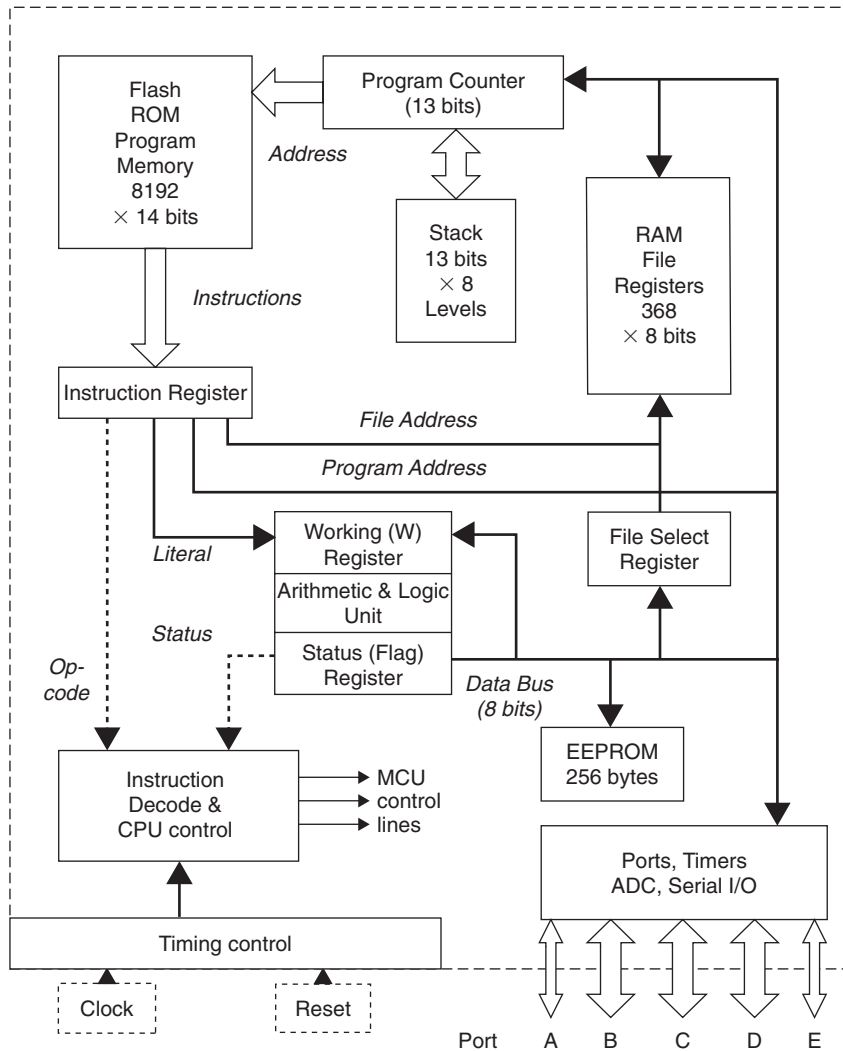 Flash
ROM
Program
Memory
8192
× 14 bits
Program Counter
(13 bits)
Address
Stack
13 bits
× 8
Levels
RAM
File
Registers
368
× 8 bits
Instructions
Instruction Register
File Address
Program Address
Literal
Working (W)
Register
File Select
Register
Arithmetic & Logic
Unit
Status
Status (Flag)
Register
Op-
code
Data Bus
(8 bits)
EEPROM
256 bytes
Instruction
Decode &
CPU control
MCU
control
lines
Ports, Timers
ADC, Serial I/O
Timing control
Clock
Reset
Port A B C D E